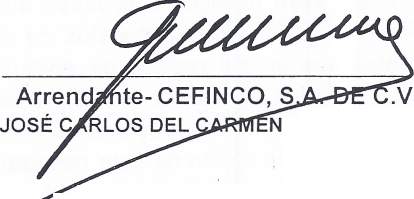 Arrendante- CEFINCO, S.A. DE C.V
JOSÉ CARLOS DEL CARMEN